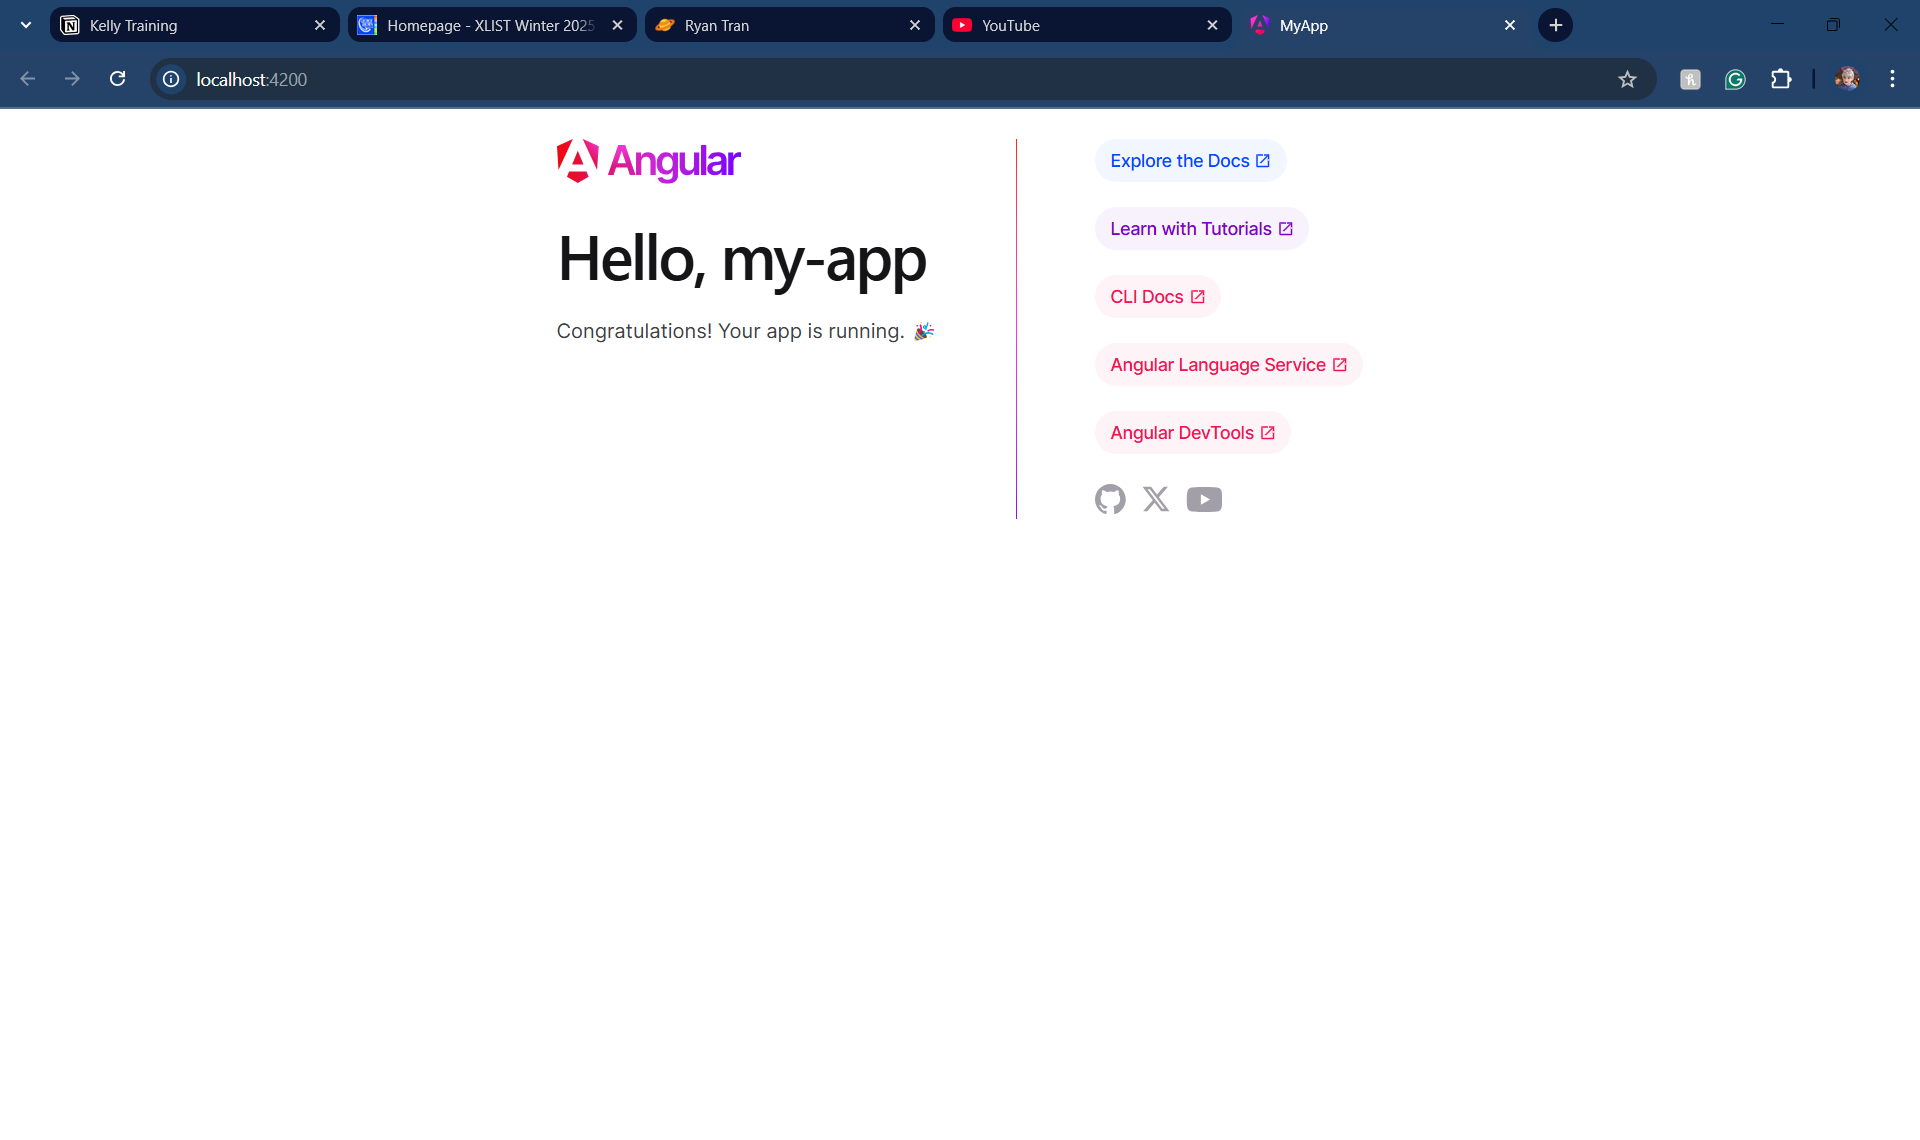 Kelly Training
Homepage - XLIST Winter 2025
Ryan Tran
YouTube
MyApp
localhost:4200
Angular
Hello, my-app
Congratulations! Your app is running. 🎉
Explore the Docs
Learn with Tutorials
CLI Docs
Angular Language Service
Angular DevTools